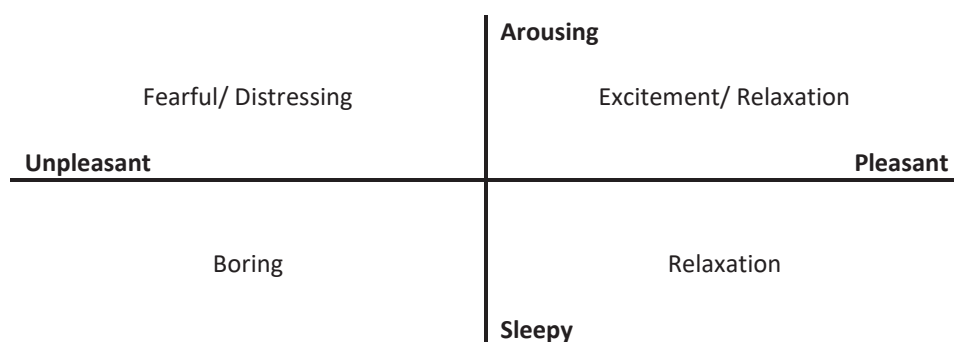 Arousing
Fearful/ Distressing
Excitement/ Relaxation
Unpleasant
Pleasant
Boring
Relaxation
Sleepy